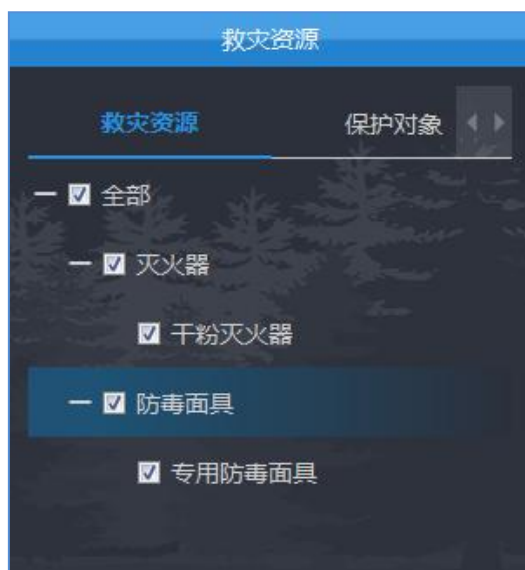 救灾资源
救灾资源 保护对象
全部
灭火器
干粉灭火器
防毒面具
专用防毒面具